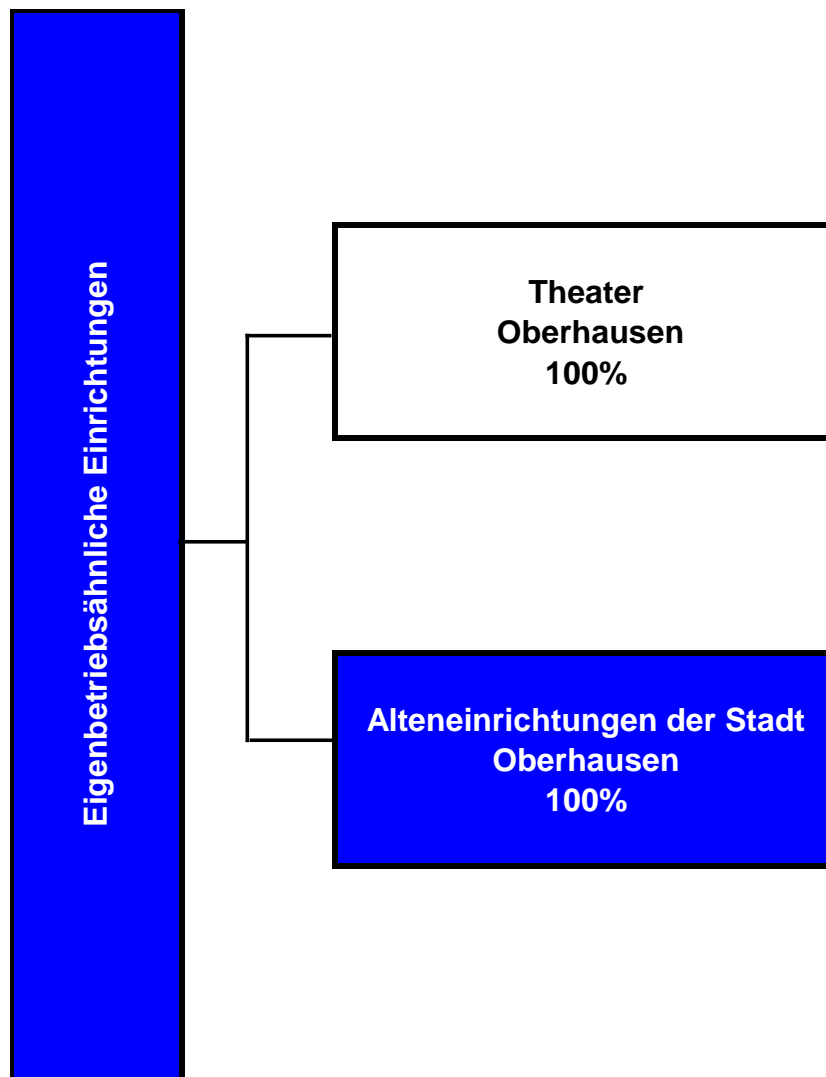 Eigenbetriebsähnliche Einrichtungen
Theater
Oberhausen
100%
Alteneinrichtungen der Stadt
Oberhausen
100%